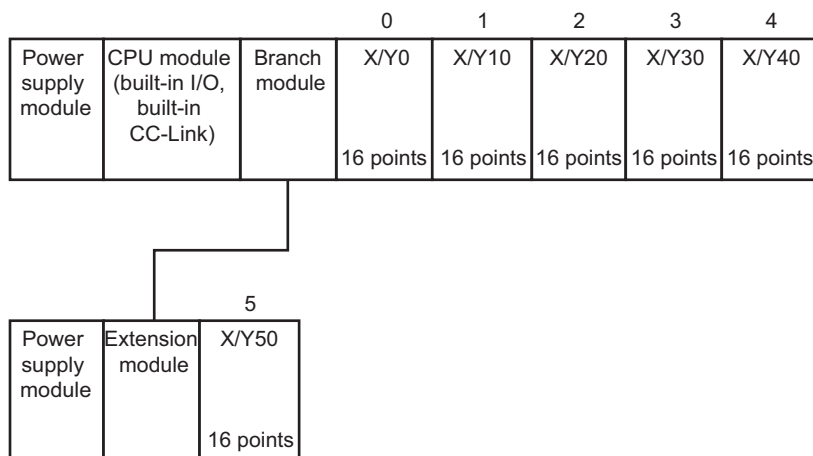 0 1 2 3 4
Power supply module
CPU module (built-in I/O, built-in CC-Link)
Branch module
X/Y0
16 points
X/Y10
16 points
X/Y20
16 points
X/Y30
16 points
X/Y40
16 points
5
Power supply module
Extension module
X/Y50
16 points